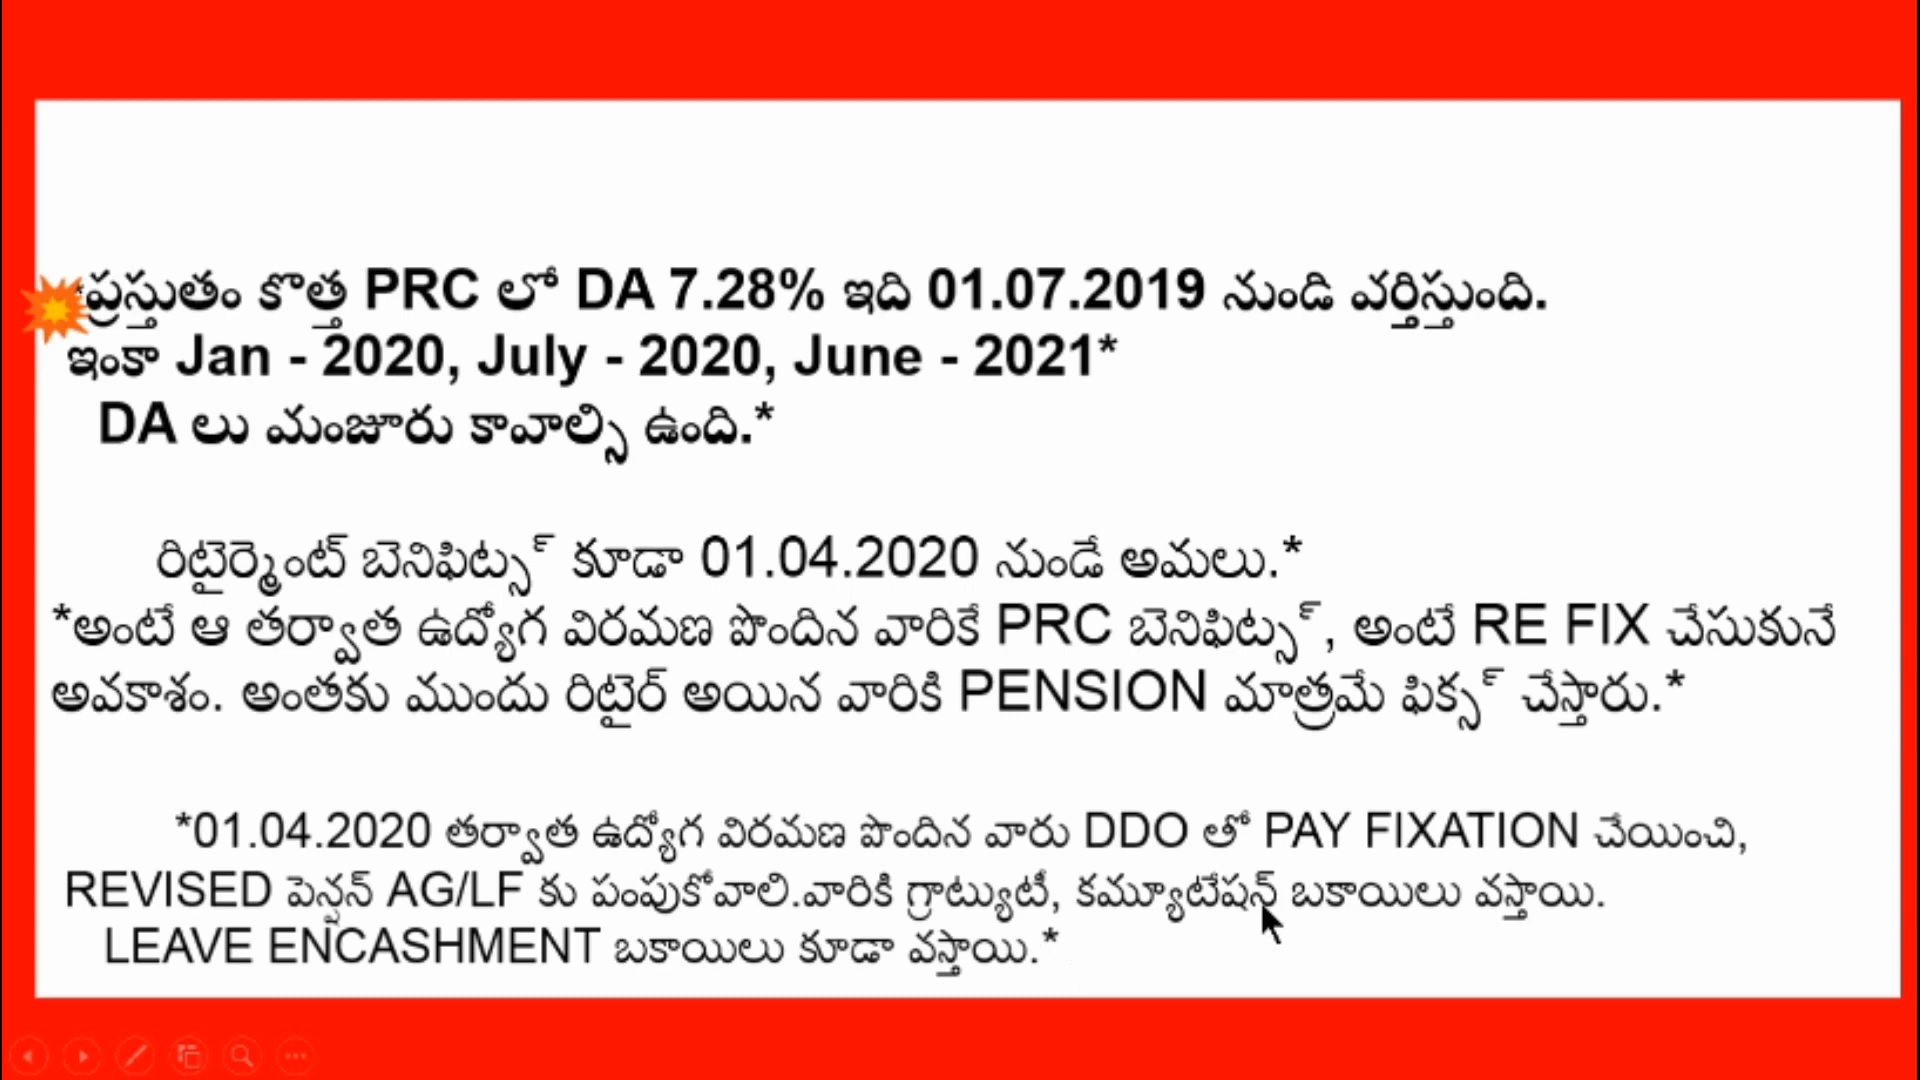 *ప్రస్తుతం కొత్త PRC లో DA 7.28% ఇది 01.07.2019 నుండి వర్తిస్తుంది.
ఇంకా Jan - 2020, July - 2020, June - 2021*
DA లు మంజూరు కావాల్సి ఉంది.*
రిటైర్మెంట్ బెనిఫిట్స్ కూడా 01.04.2020 నుండే అమలు.*
*అంటే ఆ తర్వాత ఉద్యోగ విరమణ పొందిన వారికే PRC బెనిఫిట్స్, అంటే RE FIX చేసుకునే
అవకాశం. అంతకు ముందు రిటైర్ అయిన వారికి PENSION మాత్రమే ఫిక్స్ చేస్తారు.*
*01.04.2020 తర్వాత ఉద్యోగ విరమణ పొందిన వారు DDO తో PAY FIXATION చేయించి,
REVISED పెన్షన్ AG/LF కు పంపుకోవాలి.వారికి గ్రాట్యుటీ, కమ్యూటేషన్ బకాయిలు వస్తాయి.
LEAVE ENCASHMENT బకాయిలు కూడా వస్తాయి.*